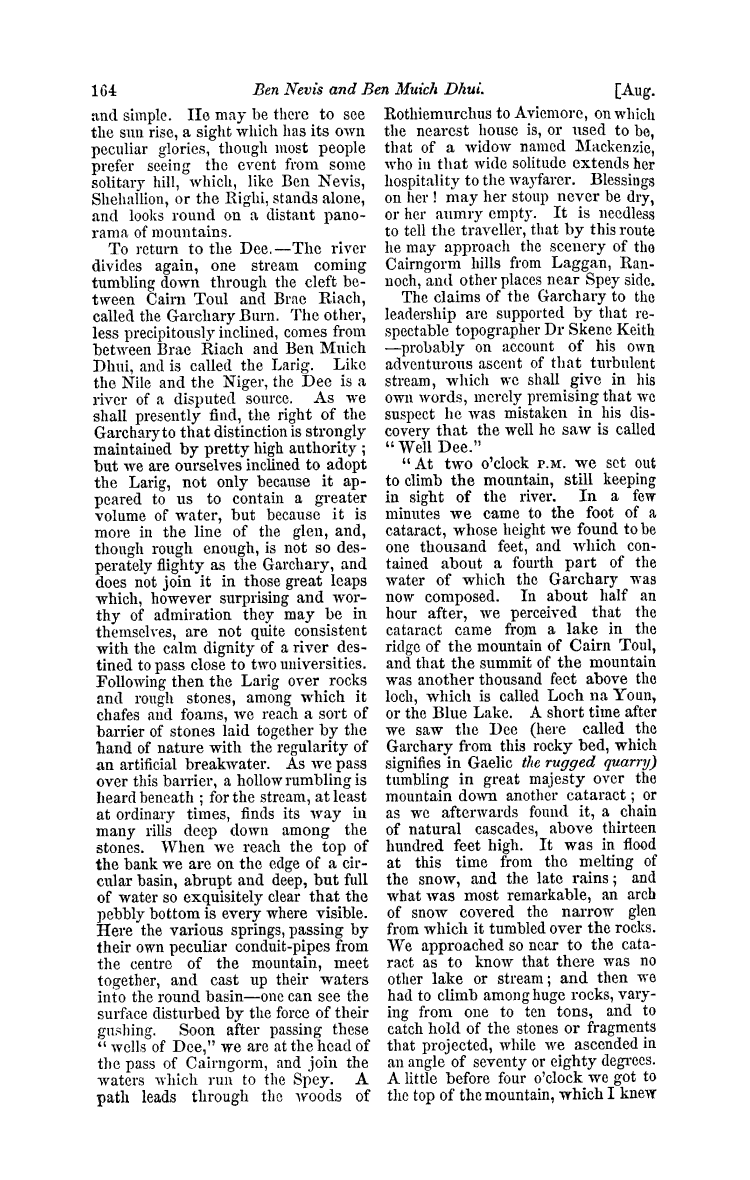 164
Ben Nevis and Ben Muich Dhui.
[Aug.
and simple. He may be there to see
the sun rise, a sight which has its own
peculiar glories, though most people
prefer seeing the event from some
solitary hill, which, like Ben Nevis,
Shehallion, or the Righi, stands alone,
and looks round on a distant pano-
rama of mountains.
To return to the Dee.—The river
divides again, one stream coming
tumbling down through the cleft be-
tween Cairn Toul and Brae Riach,
called the Garchary Burn. The other,
less precipitously inclined, comes from
between Brae Riach and Ben Muich
Dhui, and is called the Larig. Like
the Nile and the Niger, the Dee is a
river of a disputed source. As we
shall presently find, the right of the
Garchary to that distinction is strongly
maintained by pretty high authority;
but we are ourselves inclined to adopt
the Larig, not only because it ap-
peared to us to contain a greater
volume of water, but because it is
more in the line of the glen, and,
though rough enough, is not so des-
perately flighty as the Garchary, and
does not join it in those great leaps
which, however surprising and wor-
thy of admiration they may be in
themselves, are not quite consistent
with the calm dignity of a river des-
tined to pass close to two universities.
Following then the Larig over rocks
and rough stones, among which it
chafes and foams, we reach a sort of
barrier of stones laid together by the
hand of nature with the regularity of
an artificial breakwater. As we pass
over this barrier, a hollow rumbling is
heard beneath; for the stream, at least
at ordinary times, finds its way in
many rills deep down among the
stones. When we reach the top of
the bank we are on the edge of a cir-
cular basin, abrupt and deep, but full
of water so exquisitely clear that the
pebbly bottom is every where visible.
Here the various springs, passing by
their own peculiar conduit-pipes from
the centre of the mountain, meet
together, and cast up their waters
into the round basin—one can see the
surface disturbed by the force of their
gushing. Soon after passing these
"wells of Dee," we are at the head of
the pass of Cairngorm, and join the
waters which run to the Spey. A
path leads through the woods of
Rothiemurchus to Aviemore, on which
the nearest house is, or used to be,
that of a widow named Mackenzie,
who in that wide solitude extends her
hospitality to the wayfarer. Blessings
on her! may her stoup never be dry,
or her aumry empty. It is needless
to tell the traveller, that by this route
he may approach the scenery of the
Cairngorm hills from Laggan, Ran-
noch, and other places near Spey side.
The claims of the Garchary to the
leadership are supported by that re-
spectable topographer Dr Skene Keith
—probably on account of his own
adventurous ascent of that turbulent
stream, which we shall give in his
own words, merely premising that we
suspect he was mistaken in his dis-
covery that the well he saw is called
"Well Dee."
"At two o'clock P.M. we set out
to climb the mountain, still keeping
in sight of the river. In a few
minutes we came to the foot of a
cataract, whose height we found to be
one thousand feet, and which con-
tained about a fourth part of the
water of which the Garchary was
now composed. In about half an
hour after, we perceived that the
cataract came from a lake in the
ridge of the mountain of Cairn Toul,
and that the summit of the mountain
was another thousand feet above the
loch, which is called Loch na Youn,
or the Blue Lake. A short time after
we saw the Dee (here called the
Garchary from this rocky bed, which
signifies in Gaelic the rugged quarry)
tumbling in great majesty over the
mountain down another cataract; or
as we afterwards found it, a chain
of natural cascades, above thirteen
hundred feet high. It was in flood
at this time from the melting of
the snow, and the late rains; and
what was most remarkable, an arch
of snow covered the narrow glen
from which it tumbled over the rocks.
We approached so near to the cata-
ract as to know that there was no
other lake or stream; and then we
had to climb among huge rocks, vary-
ing from one to ten tons, and to
catch hold of the stones or fragments
that projected, while we ascended in
an angle of seventy or eighty degrees.
A little before four o'clock we got to
the top of the mountain, which I knew